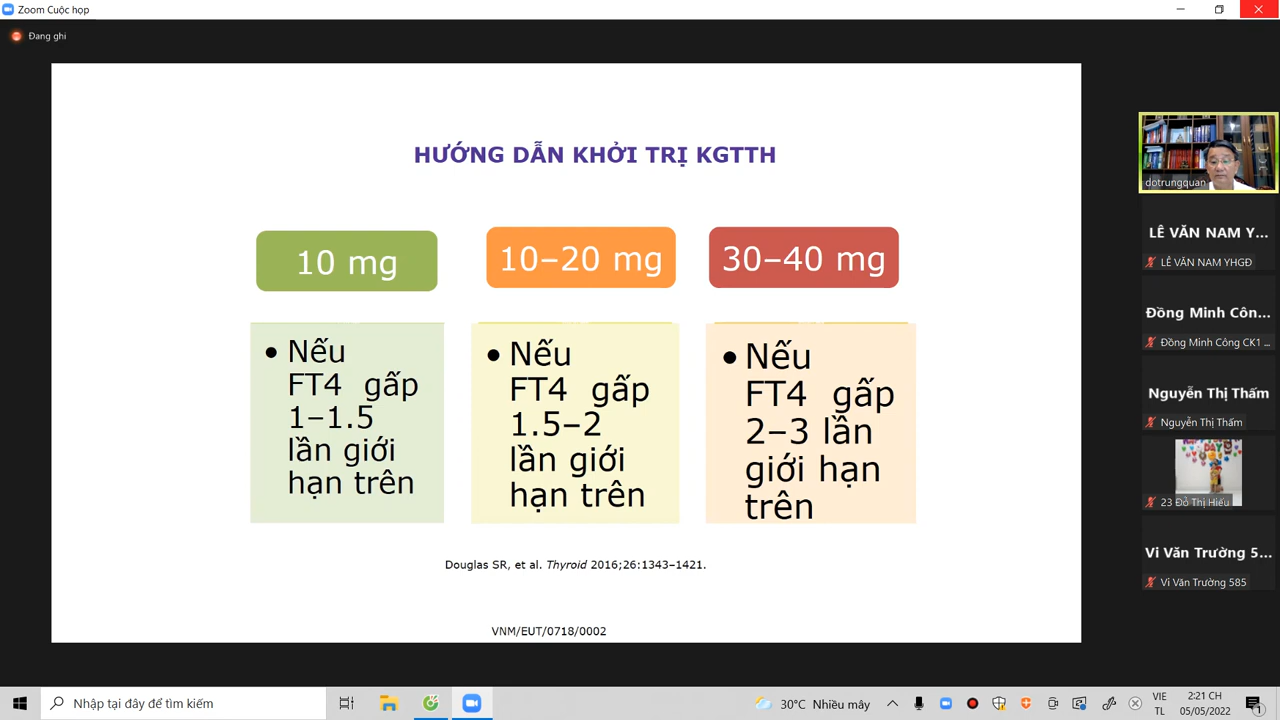 Zoom Cuộc họp
Đang ghi
HƯỚNG DẪN KHỞI TRỊ KGTTH
10 mg
10–20 mg
30–40 mg
• Nếu
FT4 gấp
1–1.5
lần giới
hạn trên
• Nếu
FT4 gấp
1.5–2
lần giới
hạn trên
• Nếu
FT4 gấp
2–3 lần
giới hạn
trên
Douglas SR, et al. Thyroid 2016;26:1343–1421.
VNM/EUT/0718/0002
dotrungquan
LÊ VĂN NAM Y...
LÊ VĂN NAM YHGĐ
Đồng Minh Côn...
Đồng Minh Công CK1 ...
Nguyễn Thị Thấm
Nguyễn Thị Thấm
23 Đỗ Thị Hiếu
Vi Văn Trường 5...
Vi Văn Trường 585
Nhập tại đây để tìm kiếm
30°C Nhiều mây
VIE
TL
2:21 CH
05/05/2022
1